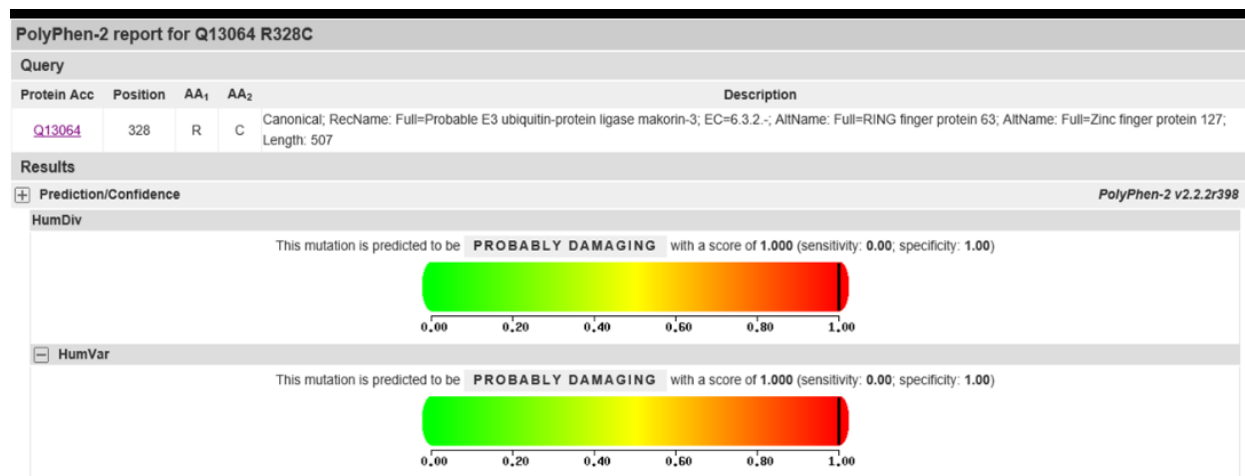 PolyPhen-2 report for Q13064 R328C
Query
Protein Acc Position AA₁ AA₂ Description
Q13064 328 R C Canonical; RecName: Full=Probable E3 ubiquitin-protein ligase makorin-3; EC=6.3.2.-; AltName: Full=RING finger protein 63; AltName: Full=Zinc finger protein 127;
Length: 507
Results
Prediction/Confidence PolyPhen-2 v2.2.2r398
HumDiv
This mutation is predicted to be PROBABLY DAMAGING with a score of 1.000 (sensitivity: 0.00; specificity: 1.00)
0.00 0.20 0.40 0.60 0.80 1.00
HumVar
This mutation is predicted to be PROBABLY DAMAGING with a score of 1.000 (sensitivity: 0.00; specificity: 1.00)
0.00 0.20 0.40 0.60 0.80 1.00